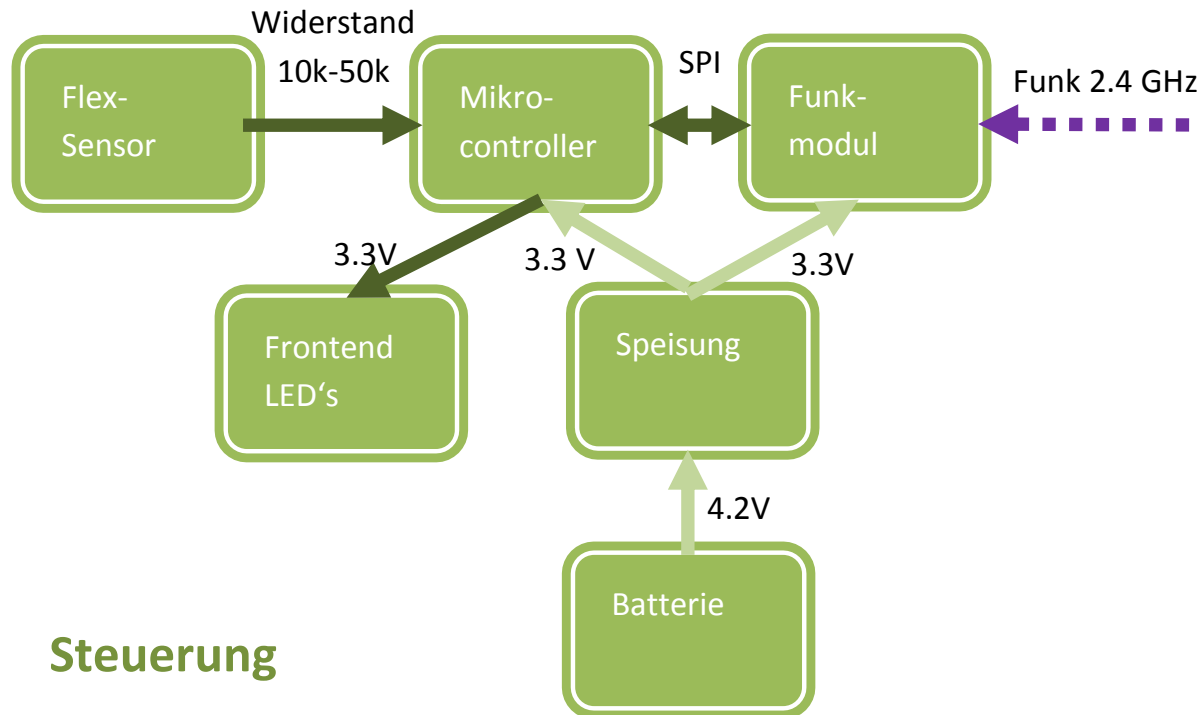 Widerstand
10k-50k
SPI
Funk 2.4 GHz
Flex-
Sensor
Mikro-
controller
Funk-
modul
3.3V
3.3 V
3.3V
Frontend
LED‘s
Speisung
4.2V
Batterie
Steuerung